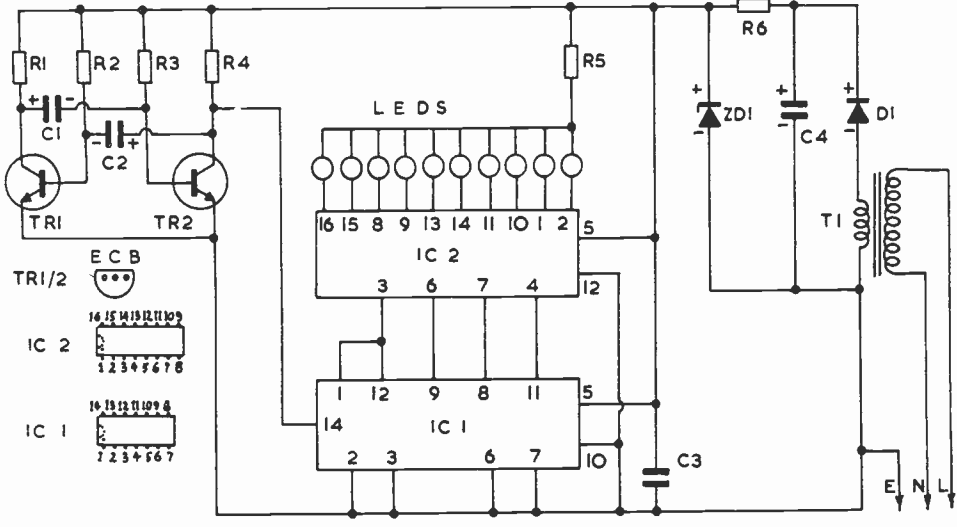 R6
R1 R2 R3 R4 R5
+ - C1
- + C2
LEDS
+ ZD1 -
+ C4 -
+ D1 -
TR1 TR2
16 15 8 9 13 14 11 10 1 2
IC 2
5
12
3 6 7 4
T1
E C B
TR1/2
16 15 14 13 12 11 10 9
IC 2
1 2 3 4 5 6 7 8
1 12 9 8 11
14
IC 1
5
10
2 3 6 7
14 13 12 11 10 9 8
IC 1
1 2 3 4 5 6 7
C3
E N L